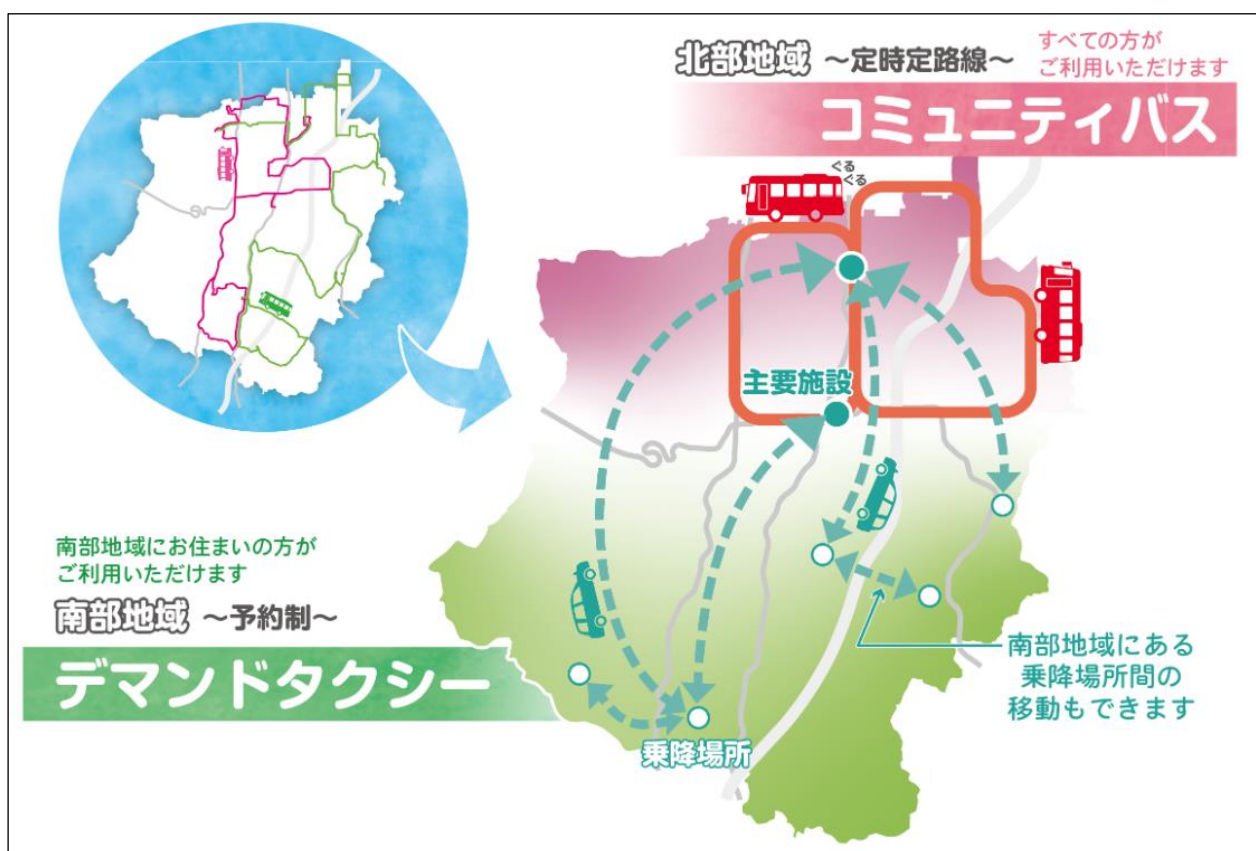 北部地域 ～定時定路線～
すべての方が
ご利用いただけます
コミュニティバス
ぐる
ぐる
主要施設
南部地域にお住まいの方が
ご利用いただけます
南部地域 ～予約制～
デマンドタクシー
乗降場所
南部地域にある
乗降場所間の
移動もできます